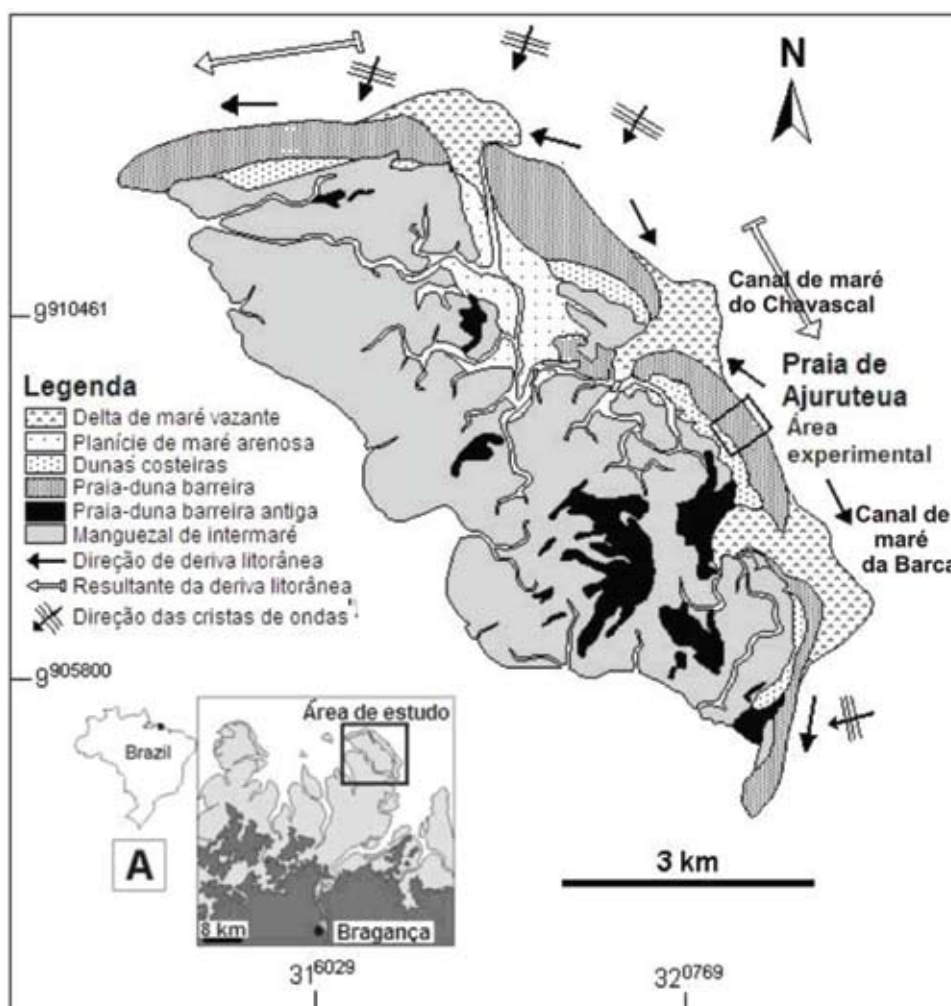 N
Canal de maré
do Chavascal
9910461
Praia de
Ajuruteua
Área
experimental
Canal de
maré
da Barca
Legenda
Delta de maré vazante
Planície de maré arenosa
Dunas costeiras
Praia-duna barreira
Praia-duna barreira antiga
Manguezal de intermaré
Direção de deriva litorânea
Resultante da deriva litorânea
Direção das cristas de ondas
9905800
Área de estudo
Brazil
A
8 km
Bragança
3 km
316029
320769